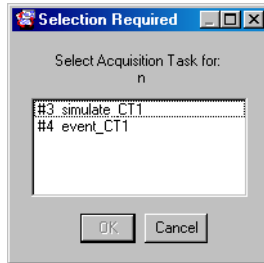 Selection Required
Select Acquisition Task for:
n
#3 simulate_CT1
#4 event_CT1
OK Cancel